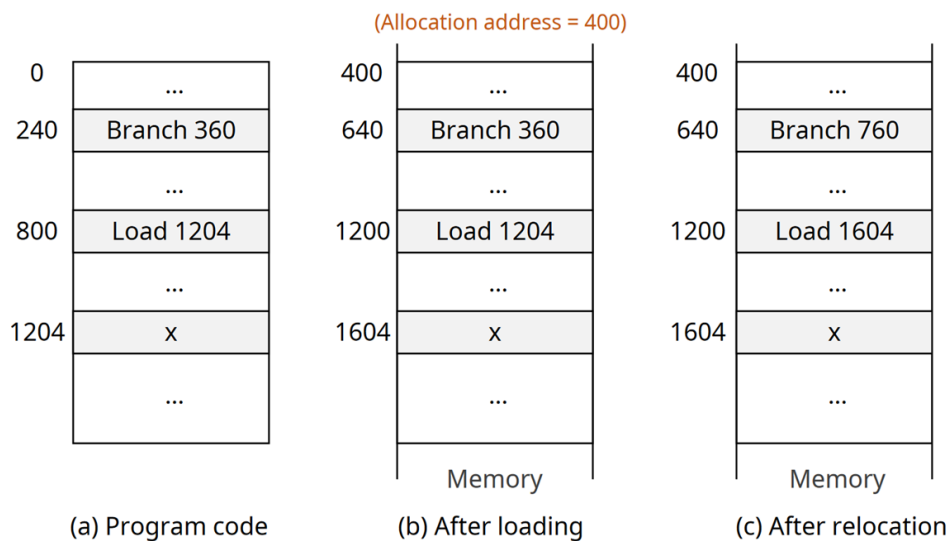 (Allocation address = 400)
0
...
240
Branch 360
...
800
Load 1204
...
1204
x
...
(a) Program code
400
...
640
Branch 360
...
1200
Load 1204
...
1604
x
...
Memory
(b) After loading
400
...
640
Branch 760
...
1200
Load 1604
...
1604
x
...
Memory
(c) After relocation